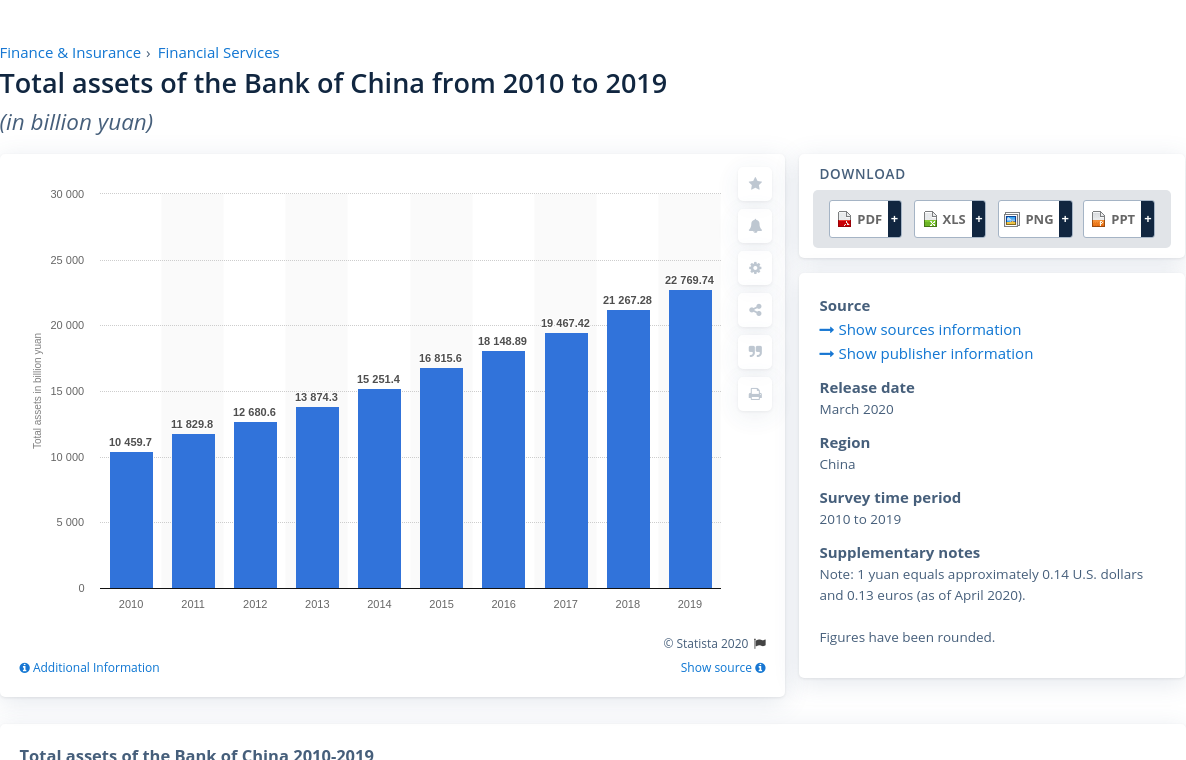 Finance & Insurance › Financial Services
Total assets of the Bank of China from 2010 to 2019
(in billion yuan)
30 000
25 000
20 000
15 000
10 000
5 000
0
Total assets in billion yuan
10 459.7
11 829.8
12 680.6
13 874.3
15 251.4
16 815.6
18 148.89
19 467.42
21 267.28
22 769.74
2010 2011 2012 2013 2014 2015 2016 2017 2018 2019
© Statista 2020
Additional Information
Show source
DOWNLOAD
PDF + XLS + PNG + PPT +
Source
Show sources information
Show publisher information
Release date
March 2020
Region
China
Survey time period
2010 to 2019
Supplementary notes
Note: 1 yuan equals approximately 0.14 U.S. dollars
and 0.13 euros (as of April 2020).
Figures have been rounded.
Total assets of the Bank of China 2010-2019